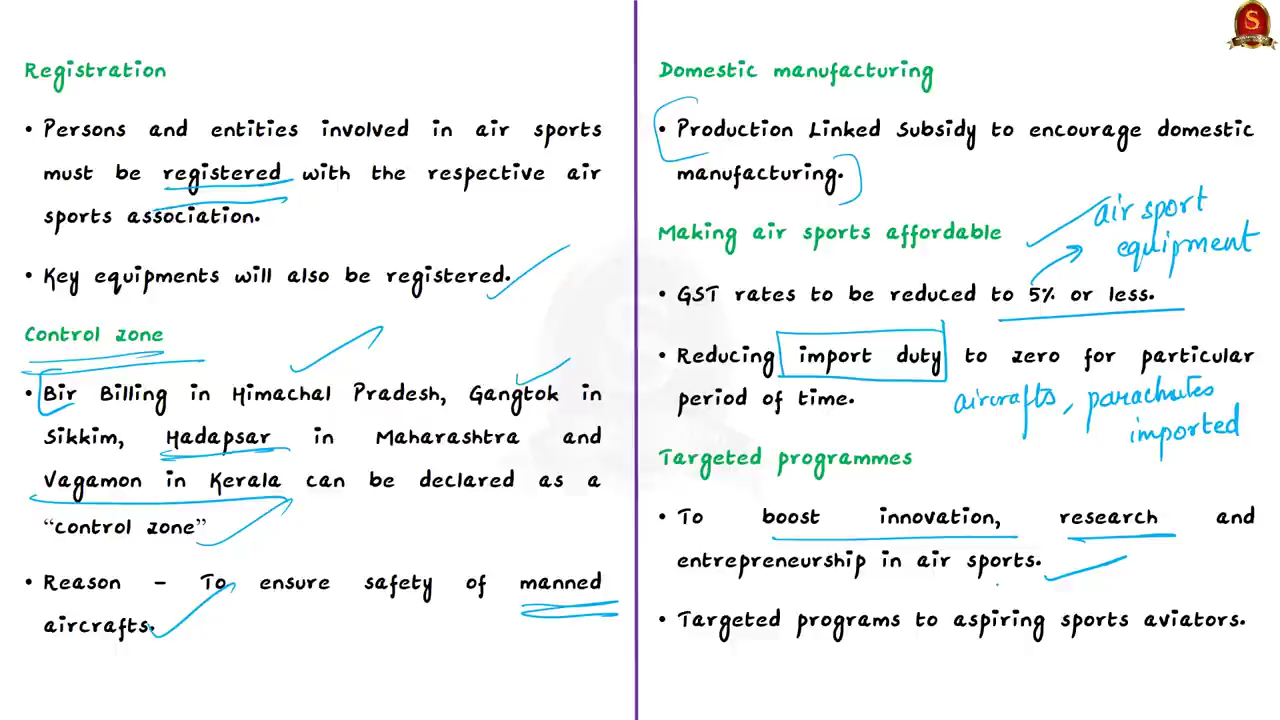 Registration
• Persons and entities involved in air sports
must be registered with the respective air
sports association.
• Key equipments will also be registered.
Control zone
• Bir Billing in Himachal Pradesh, Gangtok in
Sikkim, Hadapsar in Maharashtra and
Vagamon in Kerala can be declared as a
“control zone”
• Reason - To ensure safety of manned
aircrafts.
Domestic manufacturing
• Production Linked Subsidy to encourage domestic
manufacturing.
Making air sports affordable
air sport
equipment
• GST rates to be reduced to 5% or less.
• Reducing import duty to zero for particular
period of time.
aircrafts, parachutes
imported
Targeted programmes
• To boost innovation, research and
entrepreneurship in air sports.
• Targeted programs to aspiring sports aviators.
S